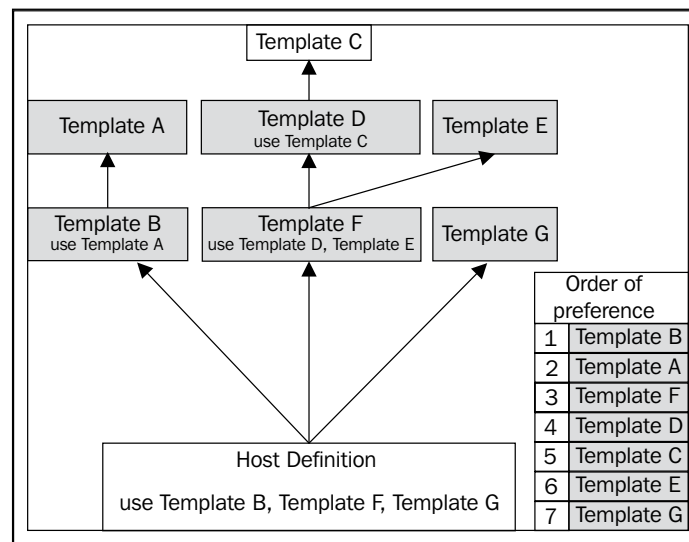 Template C
Template A
Template D
use Template C
Template E
Template B
use Template A
Template F
use Template D, Template E
Template G
Order of
preference
1 Template B
2 Template A
3 Template F
4 Template D
5 Template C
6 Template E
7 Template G
Host Definition
use Template B, Template F, Template G